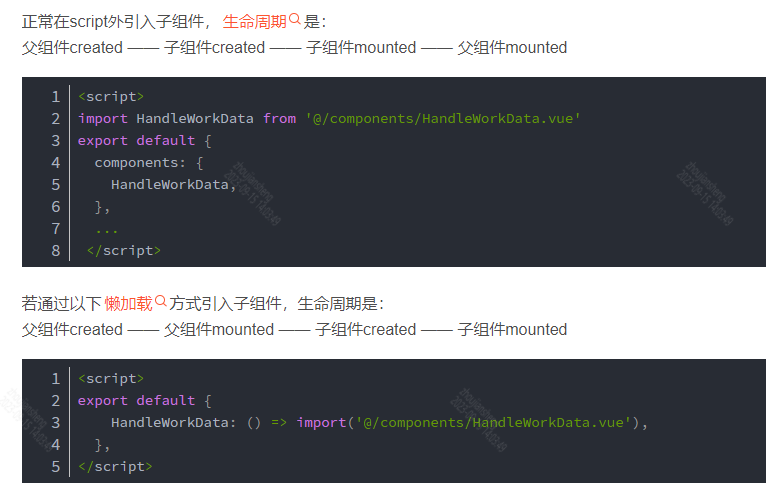 正常在script外引入子组件，生命周期是：
父组件created —— 子组件created —— 子组件mounted —— 父组件mounted
1 <script>
2 import HandleWorkData from '@/components/HandleWorkData.vue'
3 export default {
4 components: {
5 HandleWorkData,
6 },
7 ...
8 </script>
若通过以下懒加载方式引入子组件，生命周期是：
父组件created —— 父组件mounted —— 子组件created —— 子组件mounted
1 <script>
2 export default {
3 HandleWorkData: () => import('@/components/HandleWorkData.vue'),
4 },
5 </script>